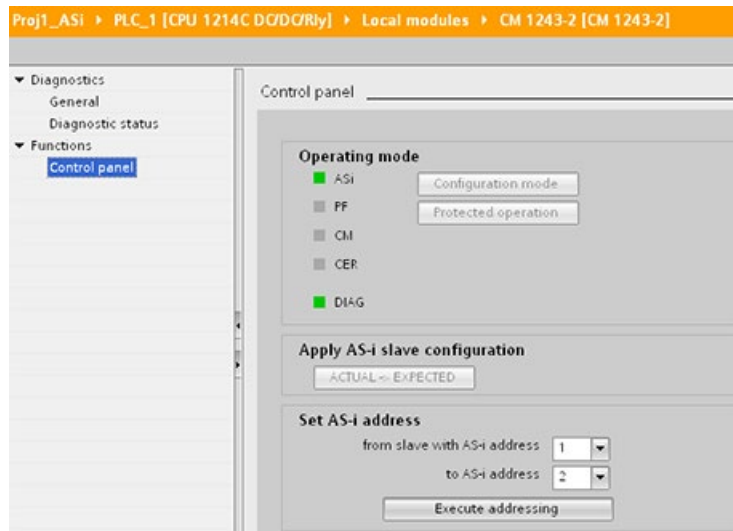 Proj1_ASi ▸ PLC_1 [CPU 1214C DC/DC/Rly] ▸ Local modules ▸ CM 1243-2 [CM 1243-2]
Diagnostics
General
Diagnostic status
Functions
Control panel
Control panel
Operating mode
ASi
Configuration mode
PF
Protected operation
CM
CER
DIAG
Apply AS-i slave configuration
ACTUAL <- EXPECTED
Set AS-i address
from slave with AS-i address 1
to AS-i address 2
Execute addressing